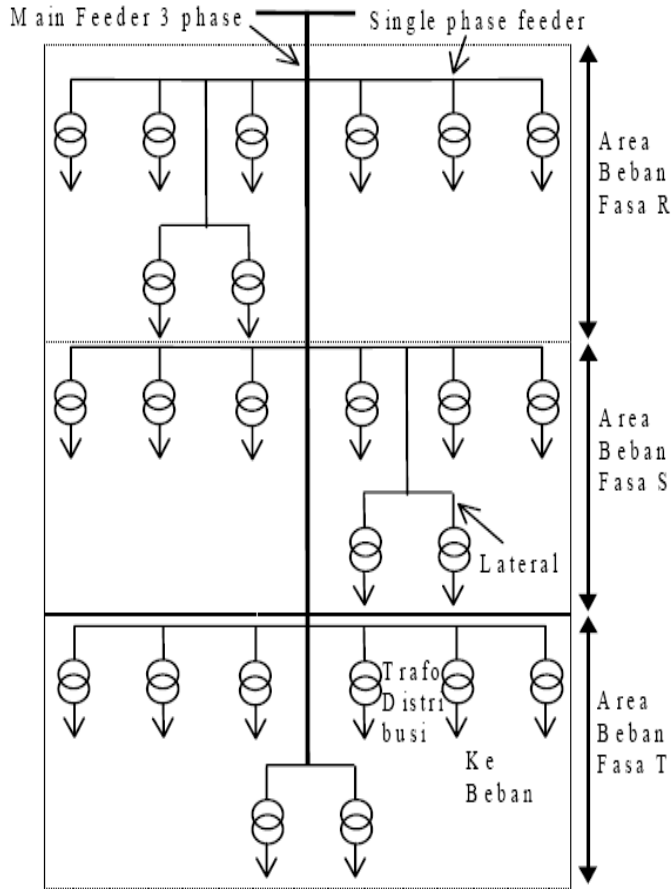 Main Feeder 3 phase
Single phase feeder
Area
Beban
Fasa R
Area
Beban
Fasa S
Lateral
Trafo
Distri
busi
Ke
Beban
Area
Beban
Fasa T